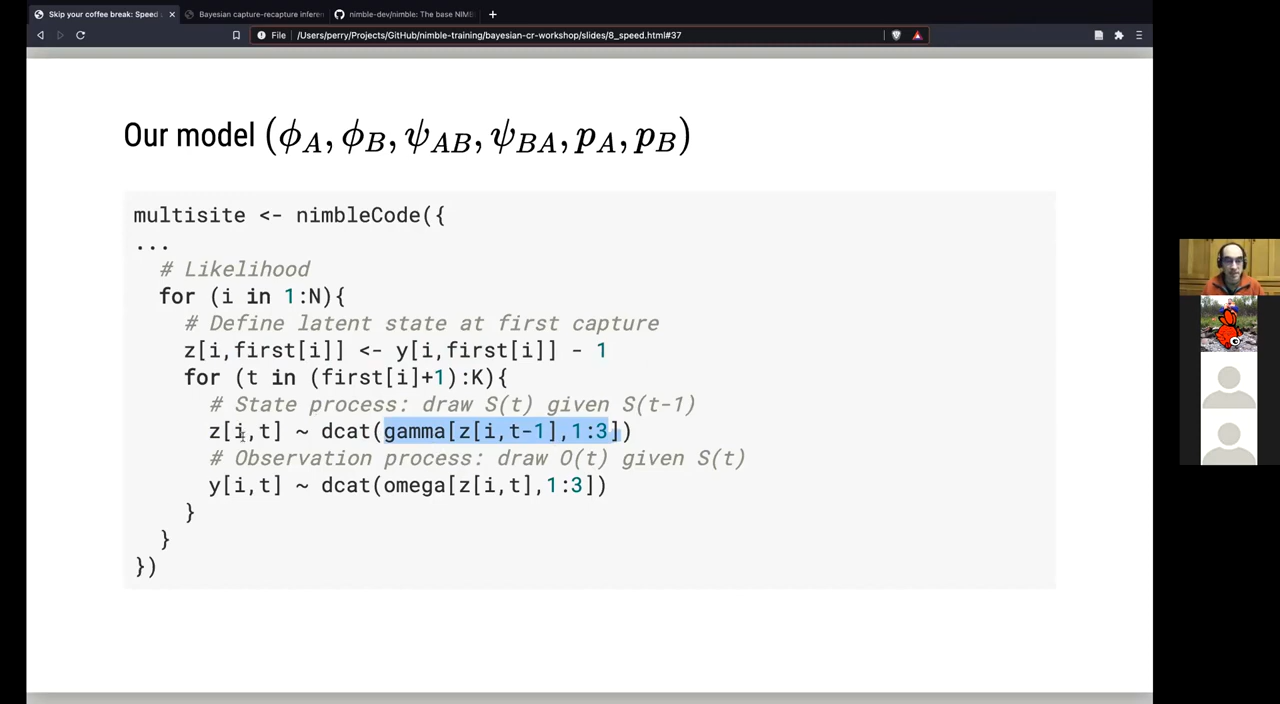 Skip your coffee break: Speed
Bayesian capture-recapture inferen
nimble-dev/nimble: The base NIMB
File /Users/perry/Projects/GitHub/nimble-training/bayesian-cr-workshop/slides/8_speed.html#37
Our model (ϕ_A, ϕ_B, ψ_AB, ψ_BA, p_A, p_B)
multisite <- nimbleCode({
...
  # Likelihood
  for (i in 1:N){
    # Define latent state at first capture
    z[i,first[i]] <- y[i,first[i]] - 1
    for (t in (first[i]+1):K){
      # State process: draw S(t) given S(t-1)
      z[i,t] ~ dcat(gamma[z[i,t-1],1:3])
      # Observation process: draw O(t) given S(t)
      y[i,t] ~ dcat(omega[z[i,t],1:3])
    }
  }
})